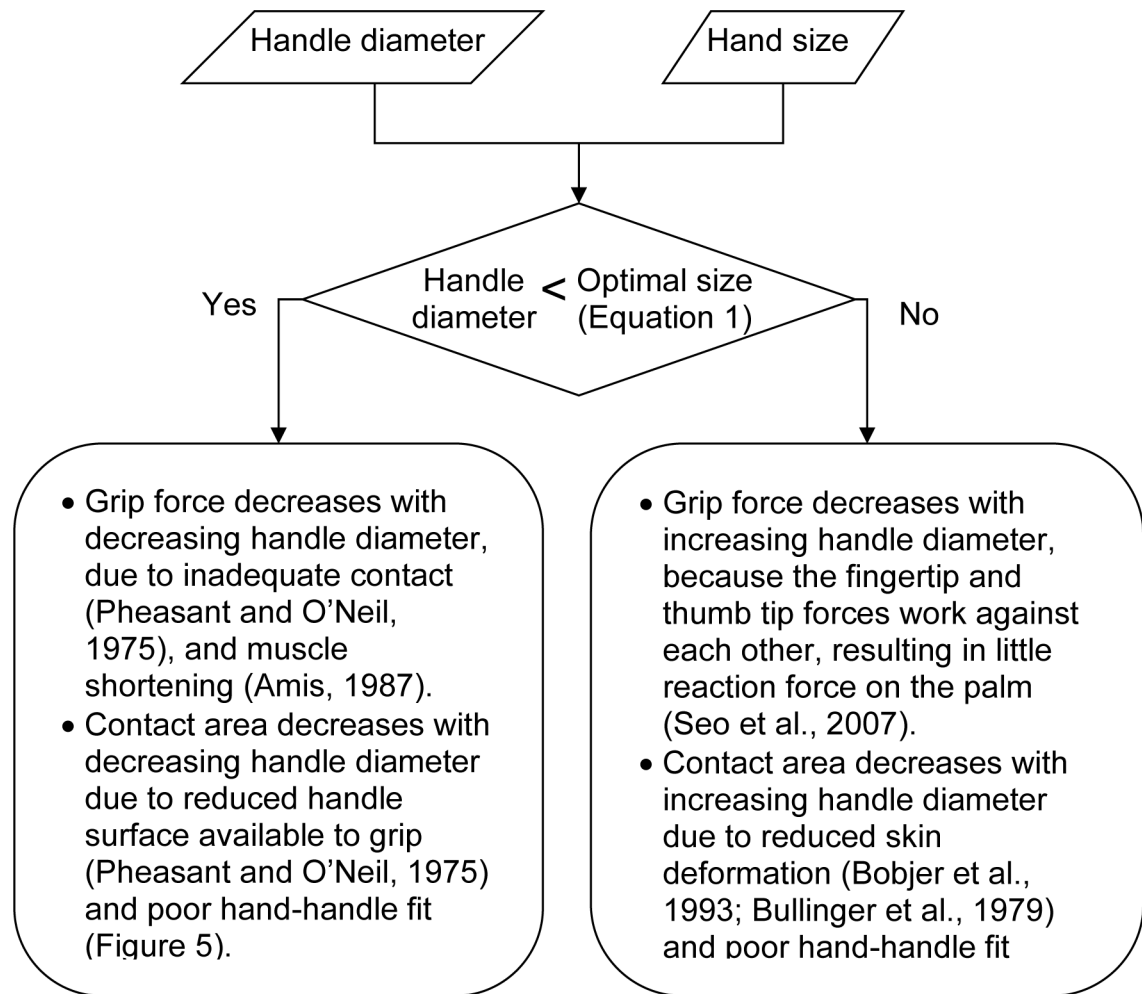 Handle diameter
Hand size
Handle < Optimal size
diameter (Equation 1)
Yes
No
• Grip force decreases with
decreasing handle diameter,
due to inadequate contact
(Pheasant and O’Neil,
1975), and muscle
shortening (Amis, 1987).
• Contact area decreases with
decreasing handle diameter
due to reduced handle
surface available to grip
(Pheasant and O’Neil, 1975)
and poor hand-handle fit
(Figure 5).
• Grip force decreases with
increasing handle diameter,
because the fingertip and
thumb tip forces work against
each other, resulting in little
reaction force on the palm
(Seo et al., 2007).
• Contact area decreases with
increasing handle diameter
due to reduced skin
deformation (Bobjer et al.,
1993; Bullinger et al., 1979)
and poor hand-handle fit